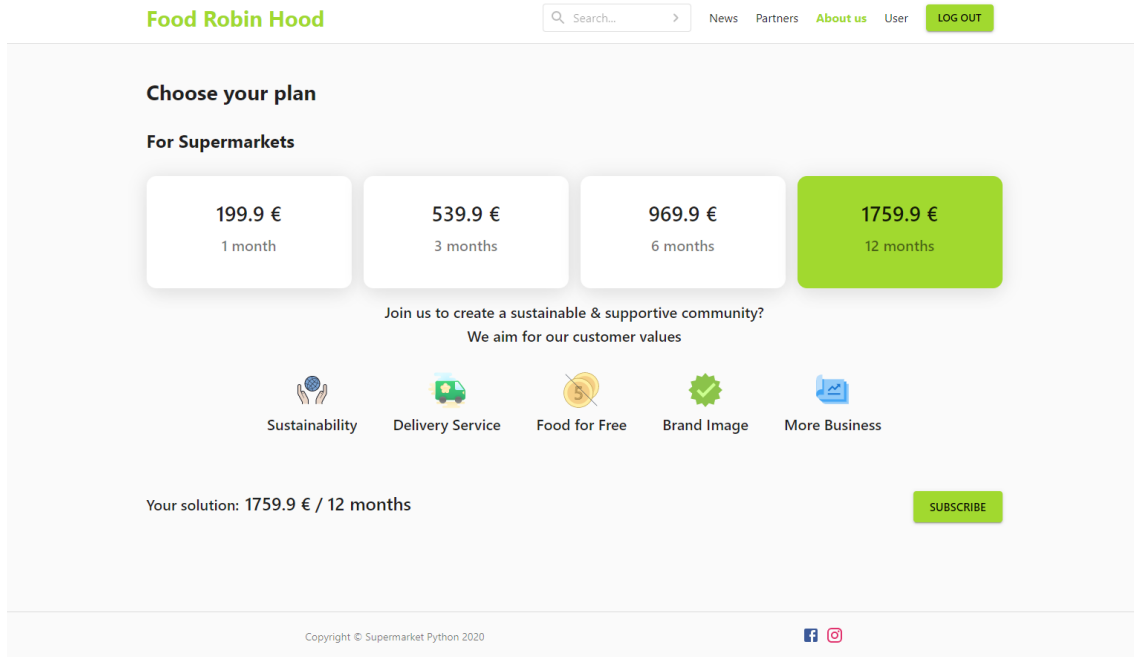 Food Robin Hood
Search...
News
Partners
About us
User
LOG OUT
Choose your plan
For Supermarkets
199.9 €
1 month
539.9 €
3 months
969.9 €
6 months
1759.9 €
12 months
Join us to create a sustainable & supportive community?
We aim for our customer values
5
Sustainability
Delivery Service
Food for Free
Brand Image
More Business
Your solution: 1759.9 € / 12 months
SUBSCRIBE
Copyright © Supermarket Python 2020